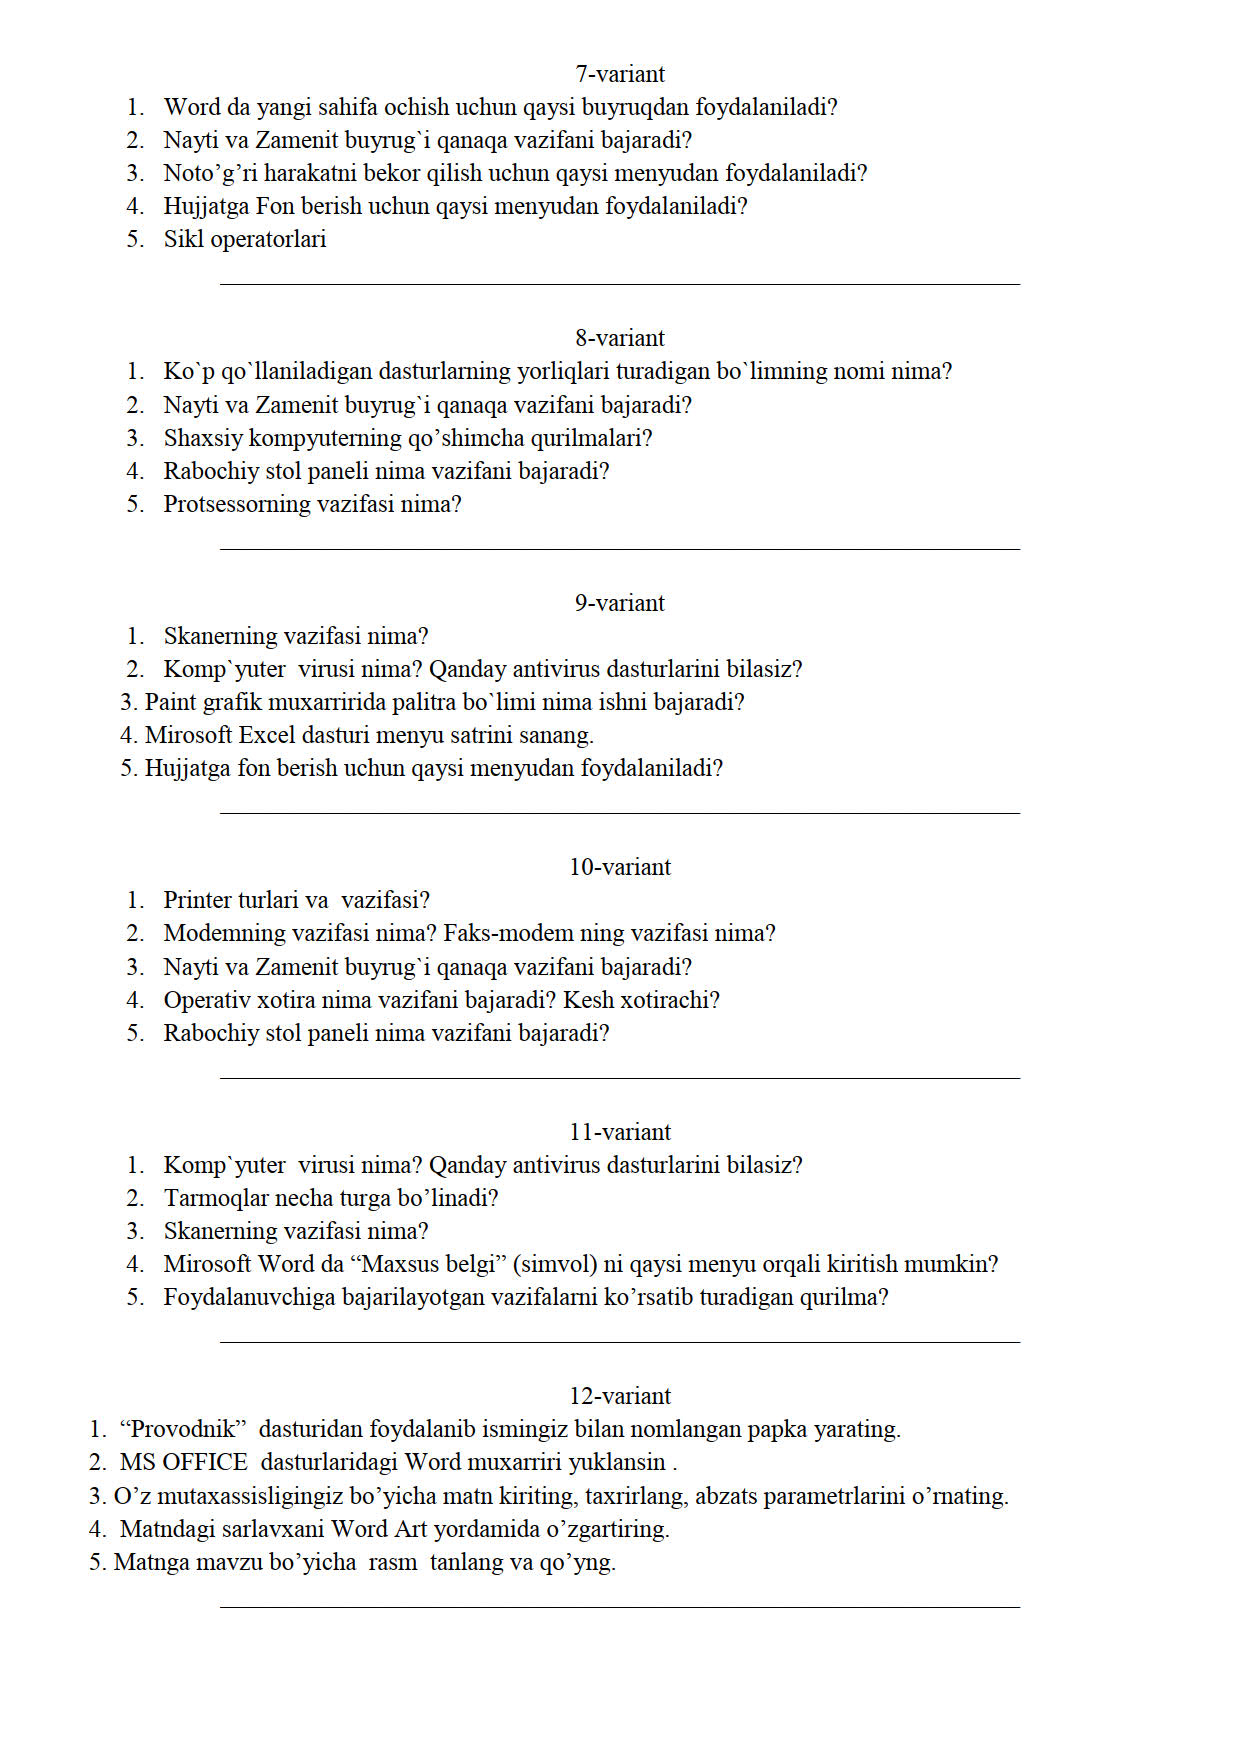 7-variant
1. Word da yangi sahifa ochish uchun qaysi buyruqdan foydalaniladi?
2. Nayti va Zamenit buyrug`i qanaqa vazifani bajaradi?
3. Noto’g’ri harakatni bekor qilish uchun qaysi menyudan foydalaniladi?
4. Hujjatga Fon berish uchun qaysi menyudan foydalaniladi?
5. Sikl operatorlari
8-variant
1. Ko`p qo`llaniladigan dasturlarning yorliqlari turadigan bo`limning nomi nima?
2. Nayti va Zamenit buyrug`i qanaqa vazifani bajaradi?
3. Shaxsiy kompyuterning qo’shimcha qurilmalari?
4. Rabochiy stol paneli nima vazifani bajaradi?
5. Protsessorning vazifasi nima?
9-variant
1. Skanerning vazifasi nima?
2. Komp`yuter  virusi nima? Qanday antivirus dasturlarini bilasiz?
3. Paint grafik muxarririda palitra bo`limi nima ishni bajaradi?
4. Mirosoft Excel dasturi menyu satrini sanang.
5. Hujjatga fon berish uchun qaysi menyudan foydalaniladi?
10-variant
1. Printer turlari va  vazifasi?
2. Modemning vazifasi nima? Faks-modem ning vazifasi nima?
3. Nayti va Zamenit buyrug`i qanaqa vazifani bajaradi?
4. Operativ xotira nima vazifani bajaradi? Kesh xotirachi?
5. Rabochiy stol paneli nima vazifani bajaradi?
11-variant
1. Komp`yuter  virusi nima? Qanday antivirus dasturlarini bilasiz?
2. Tarmoqlar necha turga bo’linadi?
3. Skanerning vazifasi nima?
4. Mirosoft Word da “Maxsus belgi” (simvol) ni qaysi menyu orqali kiritish mumkin?
5. Foydalanuvchiga bajarilayotgan vazifalarni ko’rsatib turadigan qurilma?
12-variant
1.  “Provodnik”  dasturidan foydalanib ismingiz bilan nomlangan papka yarating.
2.  MS OFFICE  dasturlaridagi Word muxarriri yuklansin .
3. O’z mutaxassisligingiz bo’yicha matn kiriting, taxrirlang, abzats parametrlarini o’rnating.
4.  Matndagi sarlavxani Word Art yordamida o’zgartiring.
5. Matnga mavzu bo’yicha  rasm  tanlang va qo’yng.